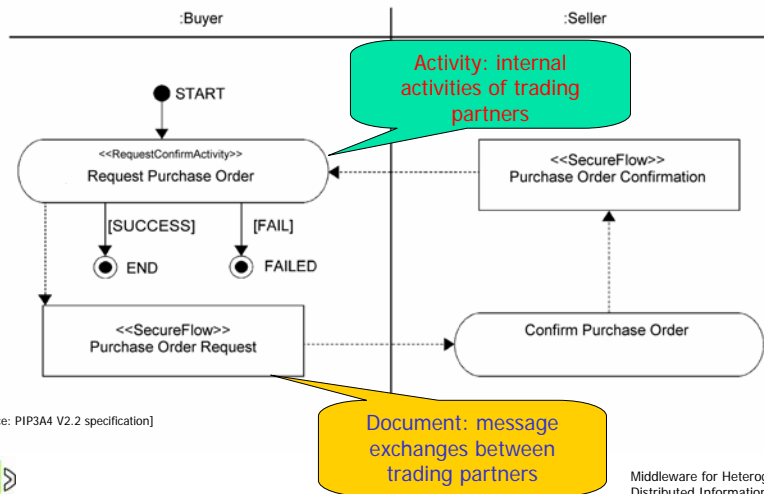 :Buyer
:Seller
Activity: internal
activities of trading
partners
START
<<RequestConfirmActivity>>
Request Purchase Order
<<SecureFlow>>
Purchase Order Confirmation
[SUCCESS]
[FAIL]
END
FAILED
<<SecureFlow>>
Purchase Order Request
Confirm Purchase Order
Document: message
exchanges between
trading partners
PIP3A4 V2.2 specification]
Middleware for
Distributed Information